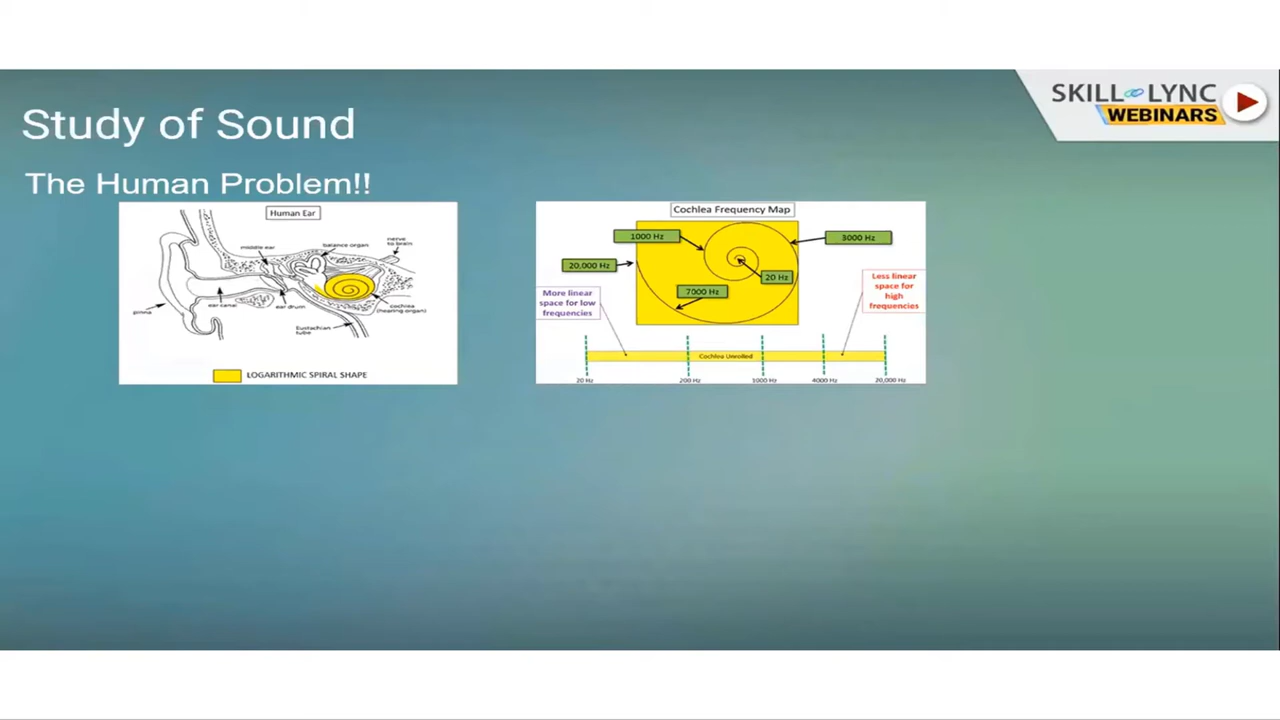 SKILL LYNC
WEBINARS
Study of Sound
The Human Problem!!
Human Ear
middle ear
balance organ
nerve
to brain
pinna
ear canal
ear drum
Eustachian
tube
cochlea
(hearing organ)
LOGARITHMIC SPIRAL SHAPE
Cochlea Frequency Map
1000 Hz
3000 Hz
20,000 Hz
20 Hz
7000 Hz
More linear
space for low
frequencies
Less linear
space for
high
frequencies
Cochlea Unrolled
20 Hz
200 Hz
1000 Hz
4000 Hz
20,000 Hz